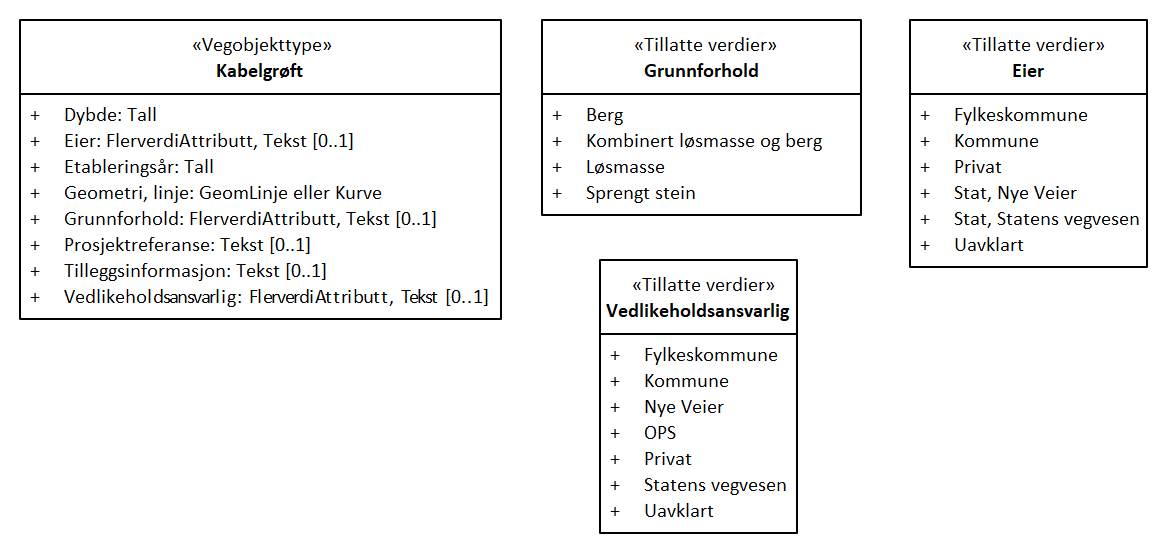 «Vegobjekttype»
Kabelgrøft
+ Dybde: Tall
+ Eier: FlerverdiAttributt, Tekst [0..1]
+ Etableringsår: Tall
+ Geometri, linje: GeomLinje eller Kurve
+ Grunnforhold: FlerverdiAttributt, Tekst [0..1]
+ Prosjektreferanse: Tekst [0..1]
+ Tilleggsinformasjon: Tekst [0..1]
+ Vedlikeholdsansvarlig: FlerverdiAttributt, Tekst [0..1]
«Tillatte verdier»
Grunnforhold
+ Berg
+ Kombinert løsmasse og berg
+ Løsmasse
+ Sprengt stein
«Tillatte verdier»
Eier
+ Fylkeskommune
+ Kommune
+ Privat
+ Stat, Nye Veier
+ Stat, Statens vegvesen
+ Uavklart
«Tillatte verdier»
Vedlikeholdsansvarlig
+ Fylkeskommune
+ Kommune
+ Nye Veier
+ OPS
+ Privat
+ Statens vegvesen
+ Uavklart